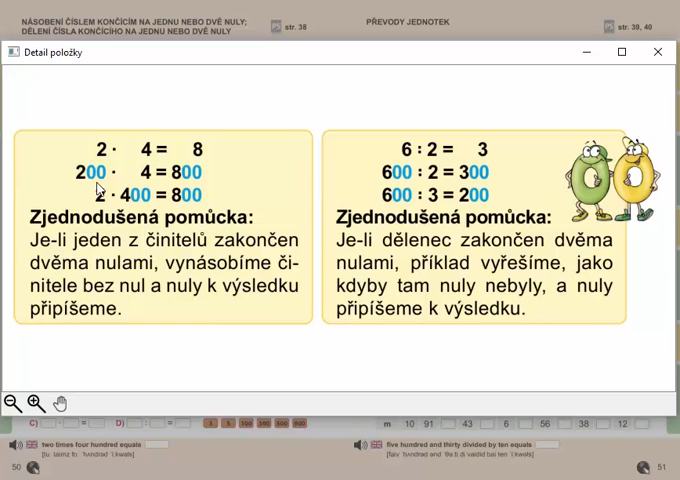 NÁSOBENÍ ČÍSLEM KONČÍCÍM NA JEDNU NEBO DVĚ NULY;
DĚLENÍ ČÍSLA KONČÍCÍHO NA JEDNU NEBO DVĚ NULY
str. 38
PŘEVODY JEDNOTEK
str. 39, 40
Detail položky
2 · 4 = 8
200 · 4 = 800
2 · 400 = 800
Zjednodušená pomůcka:
Je-li jeden z činitelů zakončen
dvěma nulami, vynásobíme či-
nitele bez nul a nuly k výsledku
připíšeme.
6 : 2 = 3
600 : 2 = 300
600 : 3 = 200
Zjednodušená pomůcka:
Je-li dělenec zakončen dvěma
nulami, příklad vyřešíme, jako
kdyby tam nuly nebyly, a nuly
připíšeme k výsledku.
C) · = D) : =
m 10 91 43 6 56 38 12
two times four hundred equals
five hundred and thirty divided by ten equals
50
51